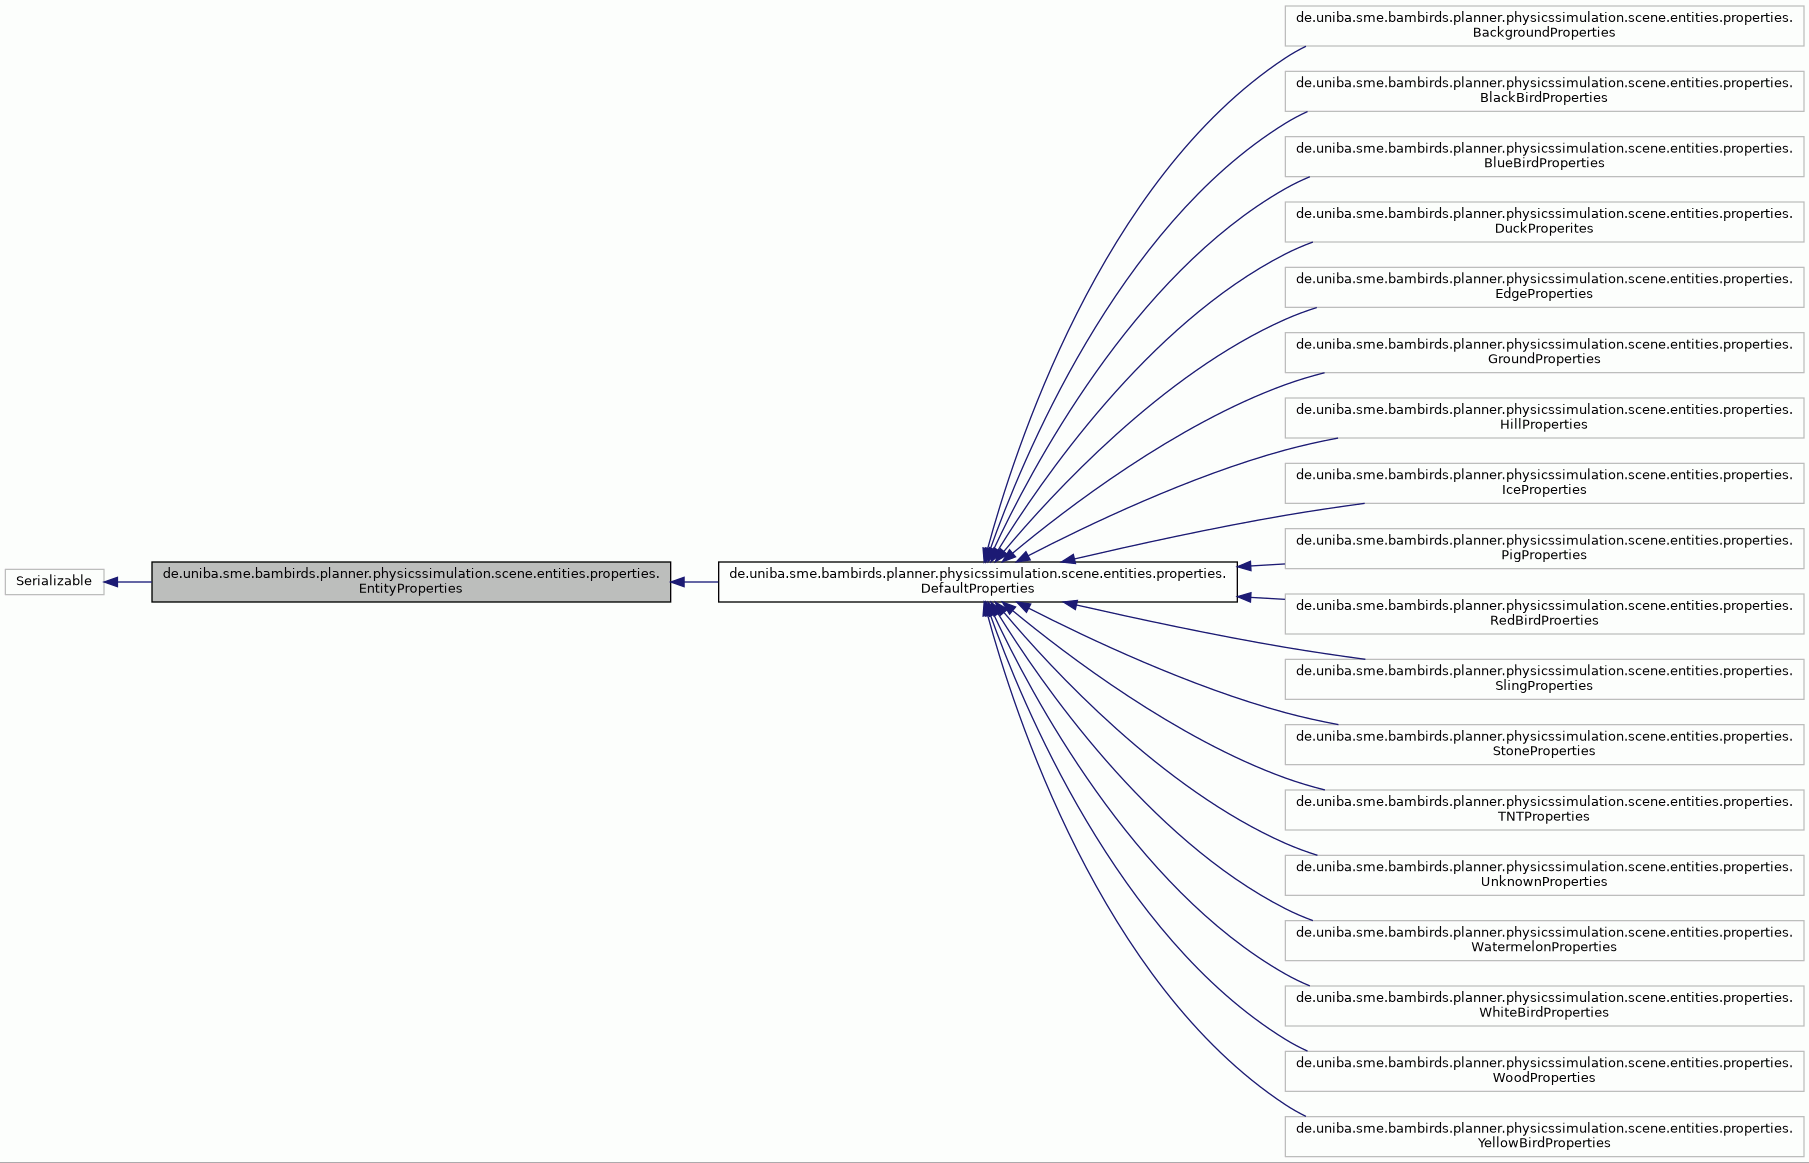 Serializable
de.uniba.sme.bambirds.planner.physicssimulation.scene.entities.properties.
EntityProperties
de.uniba.sme.bambirds.planner.physicssimulation.scene.entities.properties.
DefaultProperties
de.uniba.sme.bambirds.planner.physicssimulation.scene.entities.properties.
BackgroundProperties
de.uniba.sme.bambirds.planner.physicssimulation.scene.entities.properties.
BlackBirdProperties
de.uniba.sme.bambirds.planner.physicssimulation.scene.entities.properties.
BlueBirdProperties
de.uniba.sme.bambirds.planner.physicssimulation.scene.entities.properties.
DuckProperites
de.uniba.sme.bambirds.planner.physicssimulation.scene.entities.properties.
EdgeProperties
de.uniba.sme.bambirds.planner.physicssimulation.scene.entities.properties.
GroundProperties
de.uniba.sme.bambirds.planner.physicssimulation.scene.entities.properties.
HillProperties
de.uniba.sme.bambirds.planner.physicssimulation.scene.entities.properties.
IceProperties
de.uniba.sme.bambirds.planner.physicssimulation.scene.entities.properties.
PigProperties
de.uniba.sme.bambirds.planner.physicssimulation.scene.entities.properties.
RedBirdProerties
de.uniba.sme.bambirds.planner.physicssimulation.scene.entities.properties.
SlingProperties
de.uniba.sme.bambirds.planner.physicssimulation.scene.entities.properties.
StoneProperties
de.uniba.sme.bambirds.planner.physicssimulation.scene.entities.properties.
TNTProperties
de.uniba.sme.bambirds.planner.physicssimulation.scene.entities.properties.
UnknownProperties
de.uniba.sme.bambirds.planner.physicssimulation.scene.entities.properties.
WatermelonProperties
de.uniba.sme.bambirds.planner.physicssimulation.scene.entities.properties.
WhiteBirdProperties
de.uniba.sme.bambirds.planner.physicssimulation.scene.entities.properties.
WoodProperties
de.uniba.sme.bambirds.planner.physicssimulation.scene.entities.properties.
YellowBirdProperties